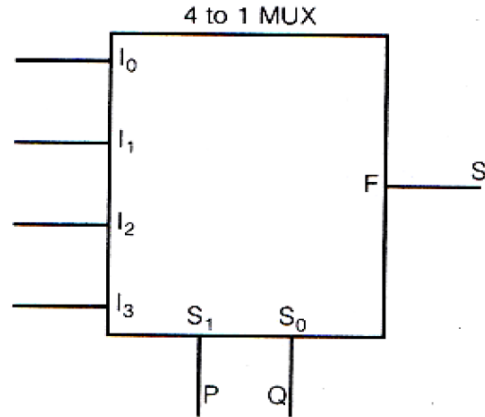 4 to 1 MUX
I₀
I₁
I₂
F
S
I₃
S₁ S₀
P Q